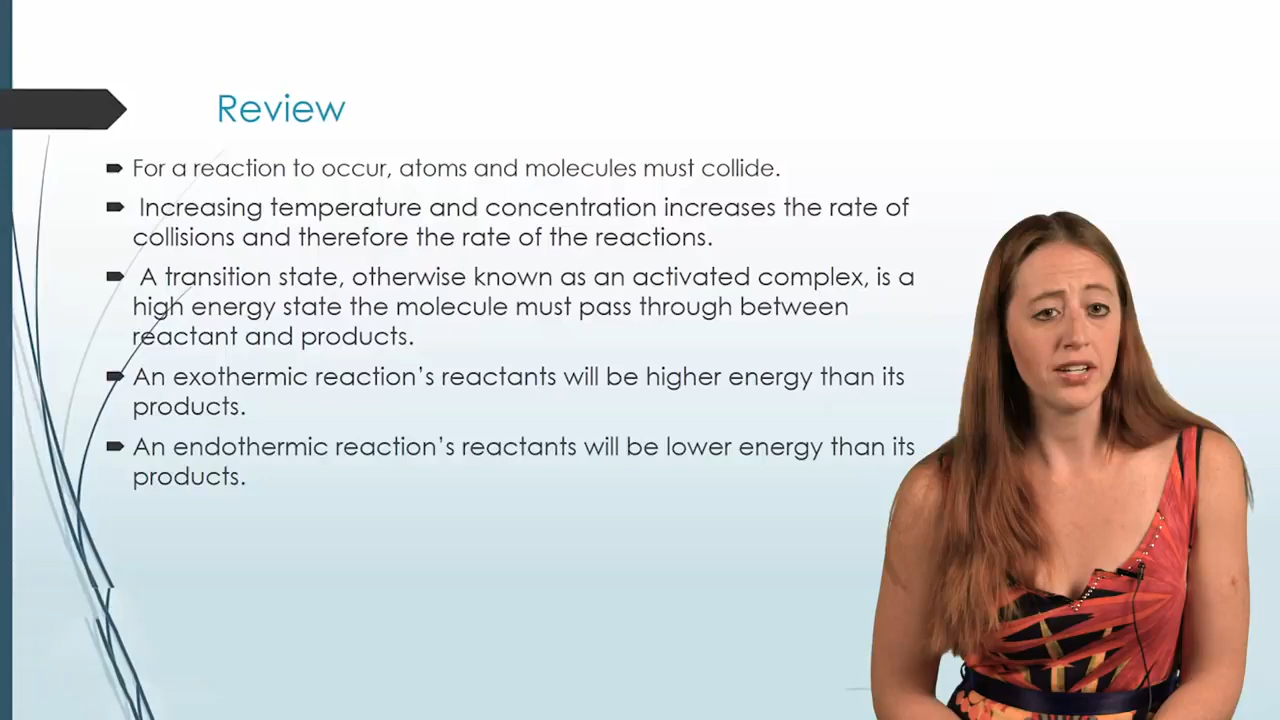 Review
For a reaction to occur, atoms and molecules must collide.
Increasing temperature and concentration increases the rate of
collisions and therefore the rate of the reactions.
A transition state, otherwise known as an activated complex, is a
high energy state the molecule must pass through between
reactant and products.
An exothermic reaction's reactants will be higher energy than its
products.
An endothermic reaction's reactants will be lower energy than its
products.